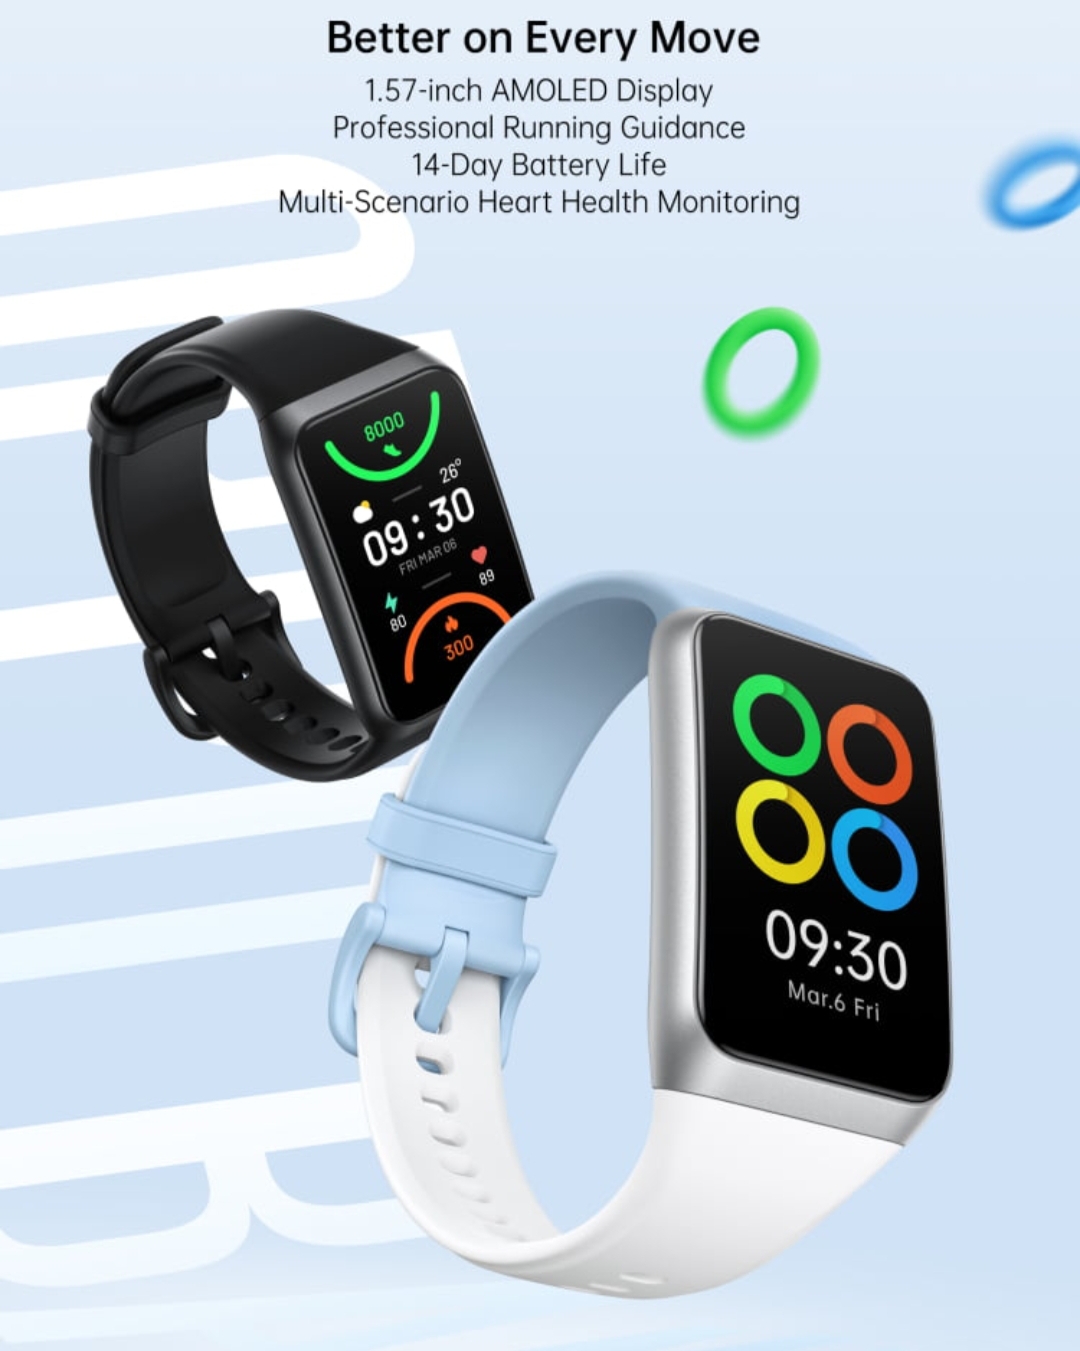 Better on Every Move
1.57-inch AMOLED Display
Professional Running Guidance
14-Day Battery Life
Multi-Scenario Heart Health Monitoring
8000
26°
09:30
FRI MAR 06
89
80
300
09:30
Mar.6 Fri